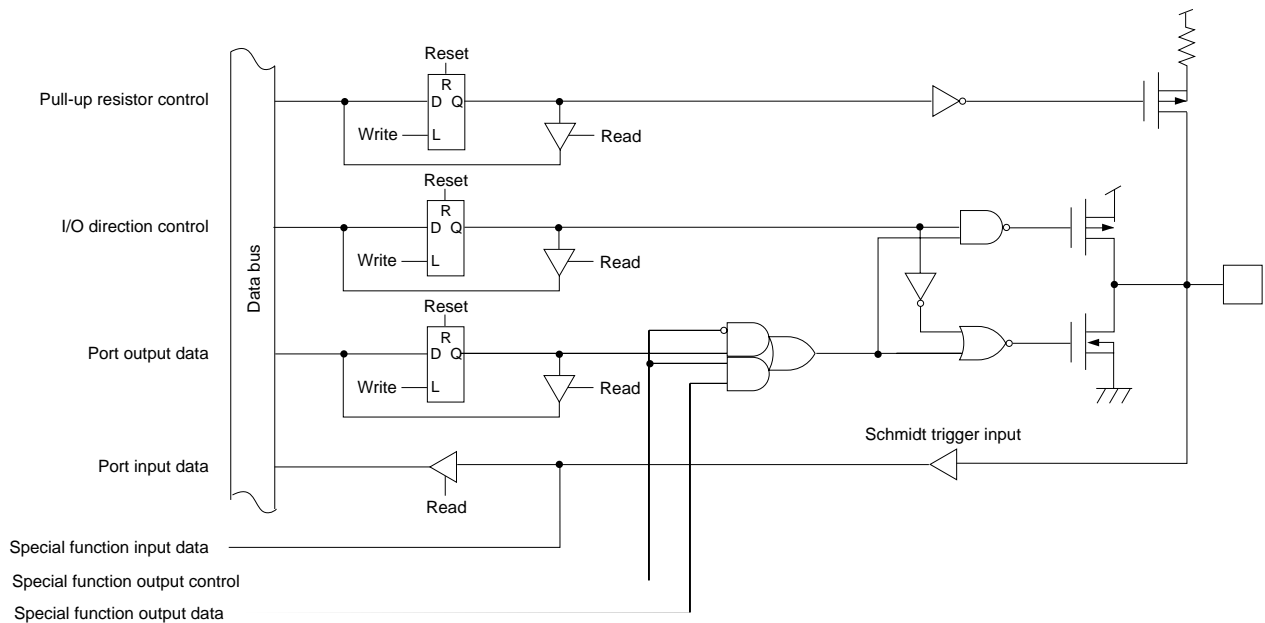 Reset
Pull-up resistor control
R
D Q
Write
L
Read
Reset
I/O direction control
R
D Q
Write
L
Read
Data bus
Reset
Port output data
R
D Q
Write
L
Read
Schmidt trigger input
Port input data
Read
Special function input data
Special function output control
Special function output data